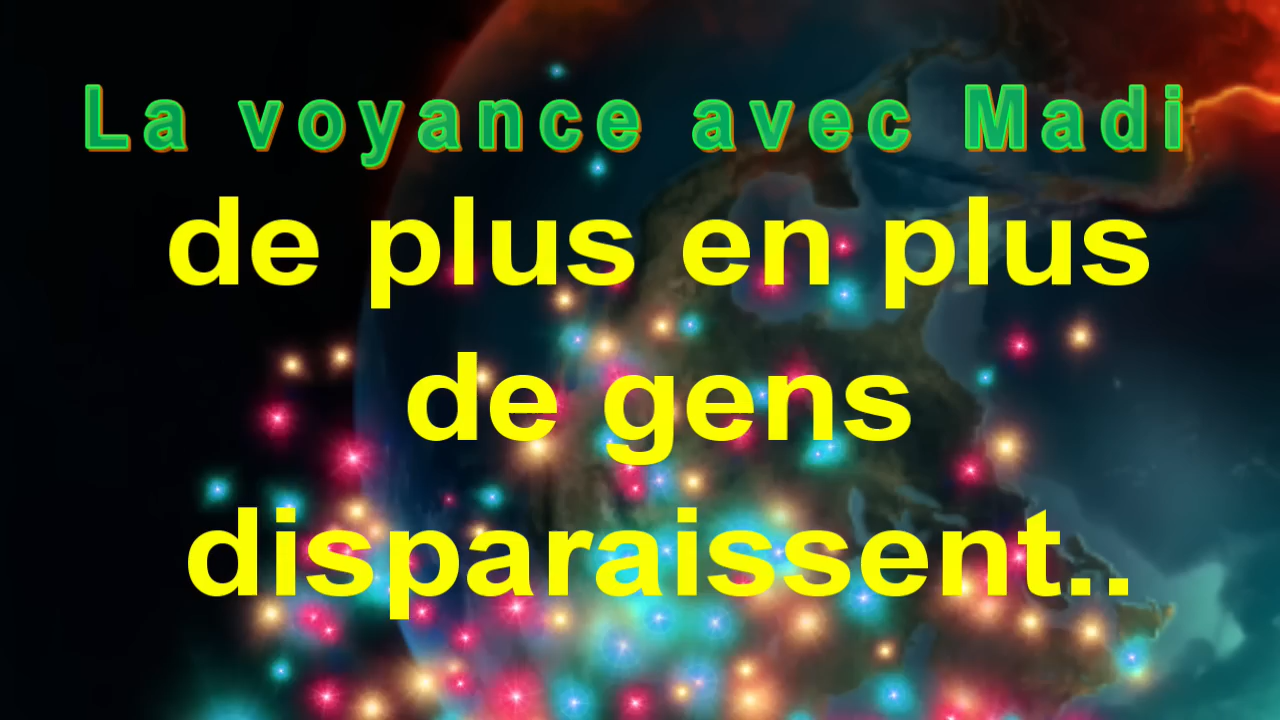 La voyance avec Madi
de plus en plus
de gens
disparaissent..